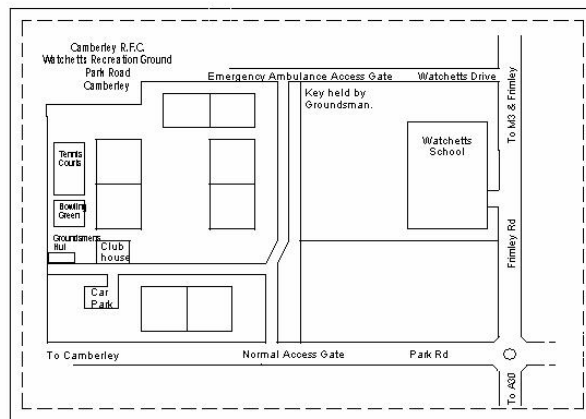 Camberley R.F.C.
Watchetts Recreation Ground
Park Road
Camberley
Emergency Ambulance Access Gate
Watchetts Drive
Key held by
Groundsman.
To M3 & Frimley
Watchetts
School
Tennis
Courts
Bowling
Green
Groundsmens
Hut
Club
house
Frimley Rd
Car
Park
To Camberley
Normal Access Gate
Park Rd
To A30